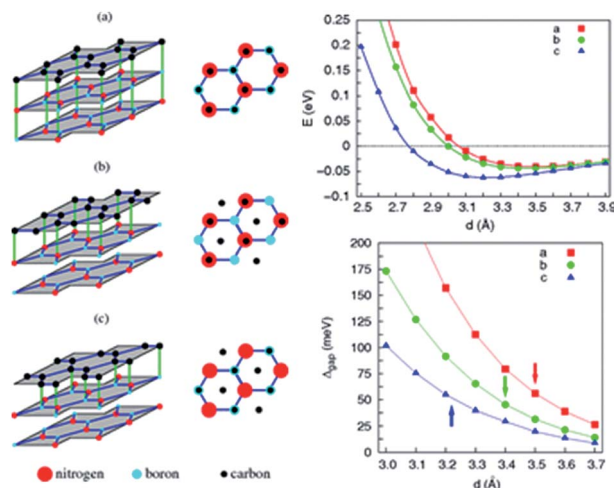 (a)
(b)
(c)
nitrogen boron carbon
0.25
0.2
0.15
0.1
0.05
0
−0.05
−0.1
E (eV)
a
b
c
2.5 2.7 2.9 3.1 3.3 3.5 3.7 3.9
d (Å)
200
175
150
125
100
75
50
25
0
Δgap (meV)
a
b
c
3.0 3.1 3.2 3.3 3.4 3.5 3.6 3.7
d (Å)